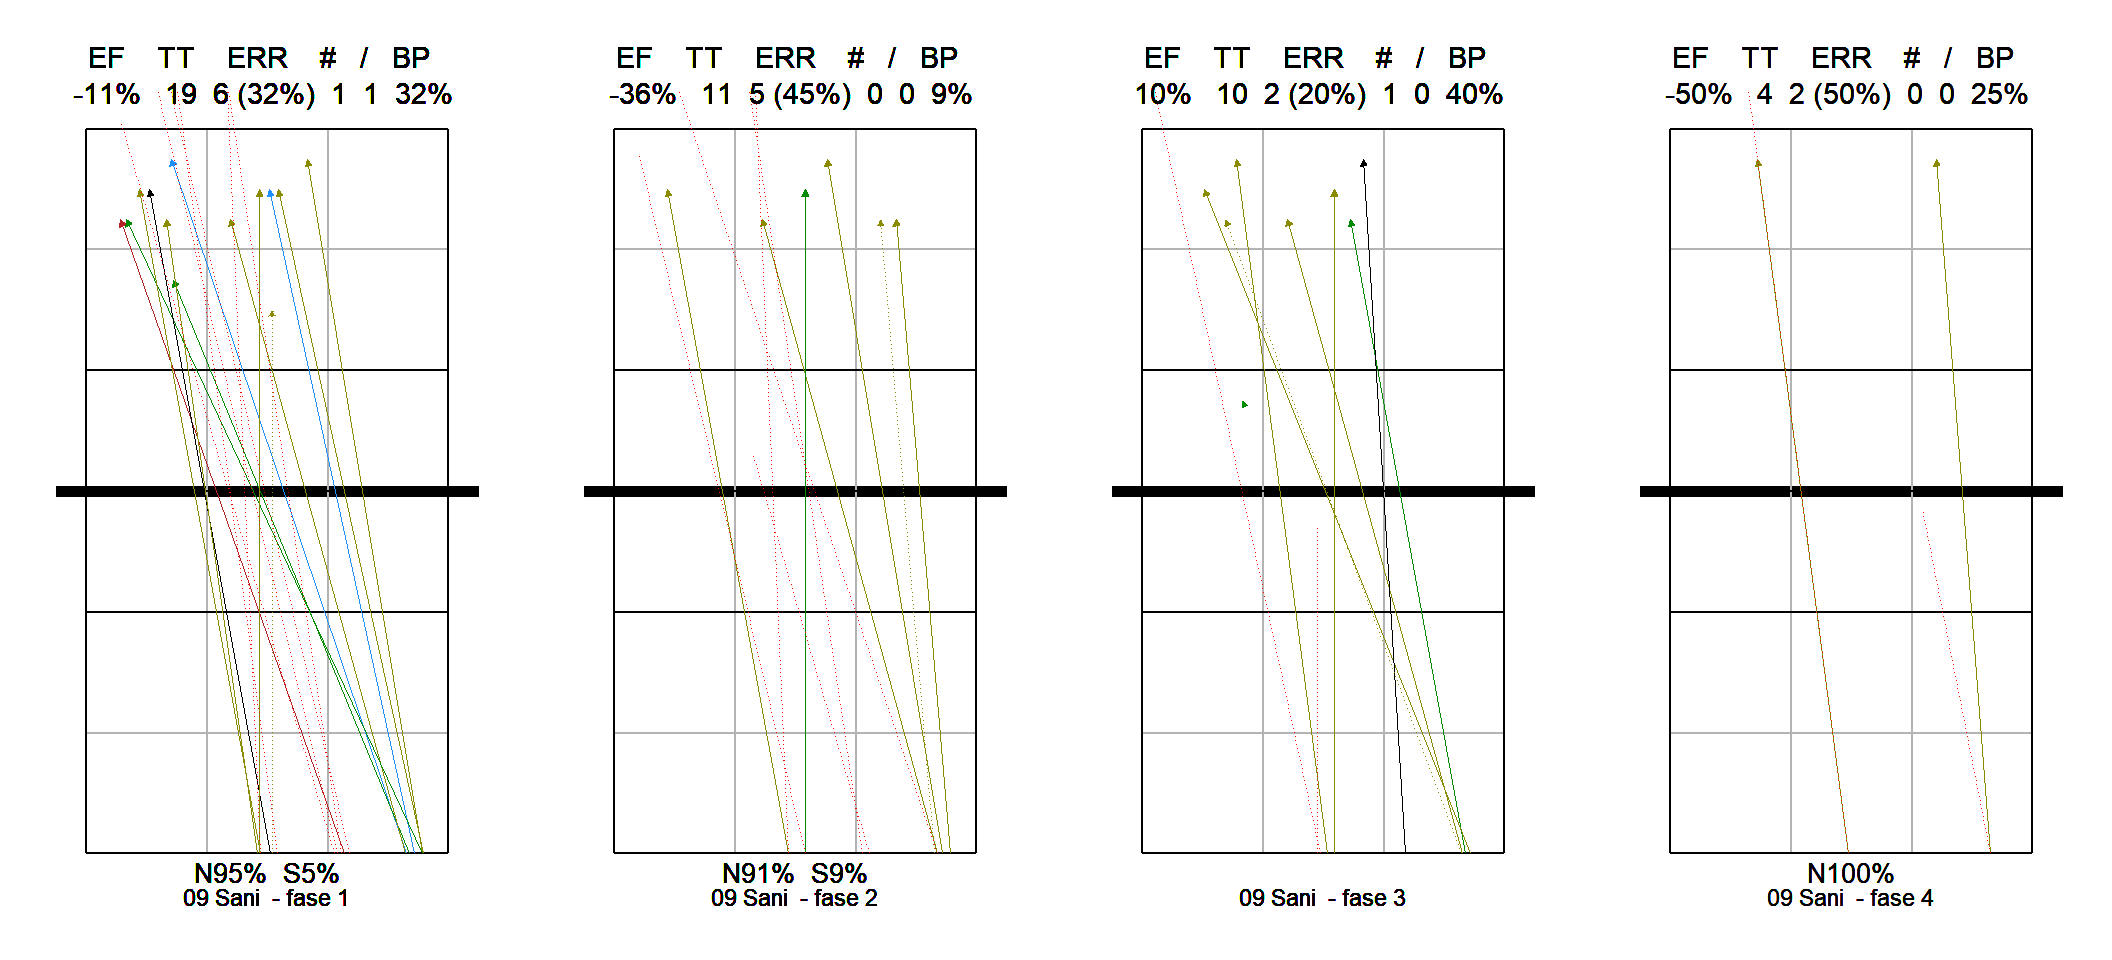 EF TT ERR # / BP
-11% 19 6 (32%) 1 1 32%
N95% S5%
09 Sani - fase 1
EF TT ERR # / BP
-36% 11 5 (45%) 0 0 9%
N91% S9%
09 Sani - fase 2
EF TT ERR # / BP
10% 10 2 (20%) 1 0 40%
09 Sani - fase 3
EF TT ERR # / BP
-50% 4 2 (50%) 0 0 25%
N100%
09 Sani - fase 4